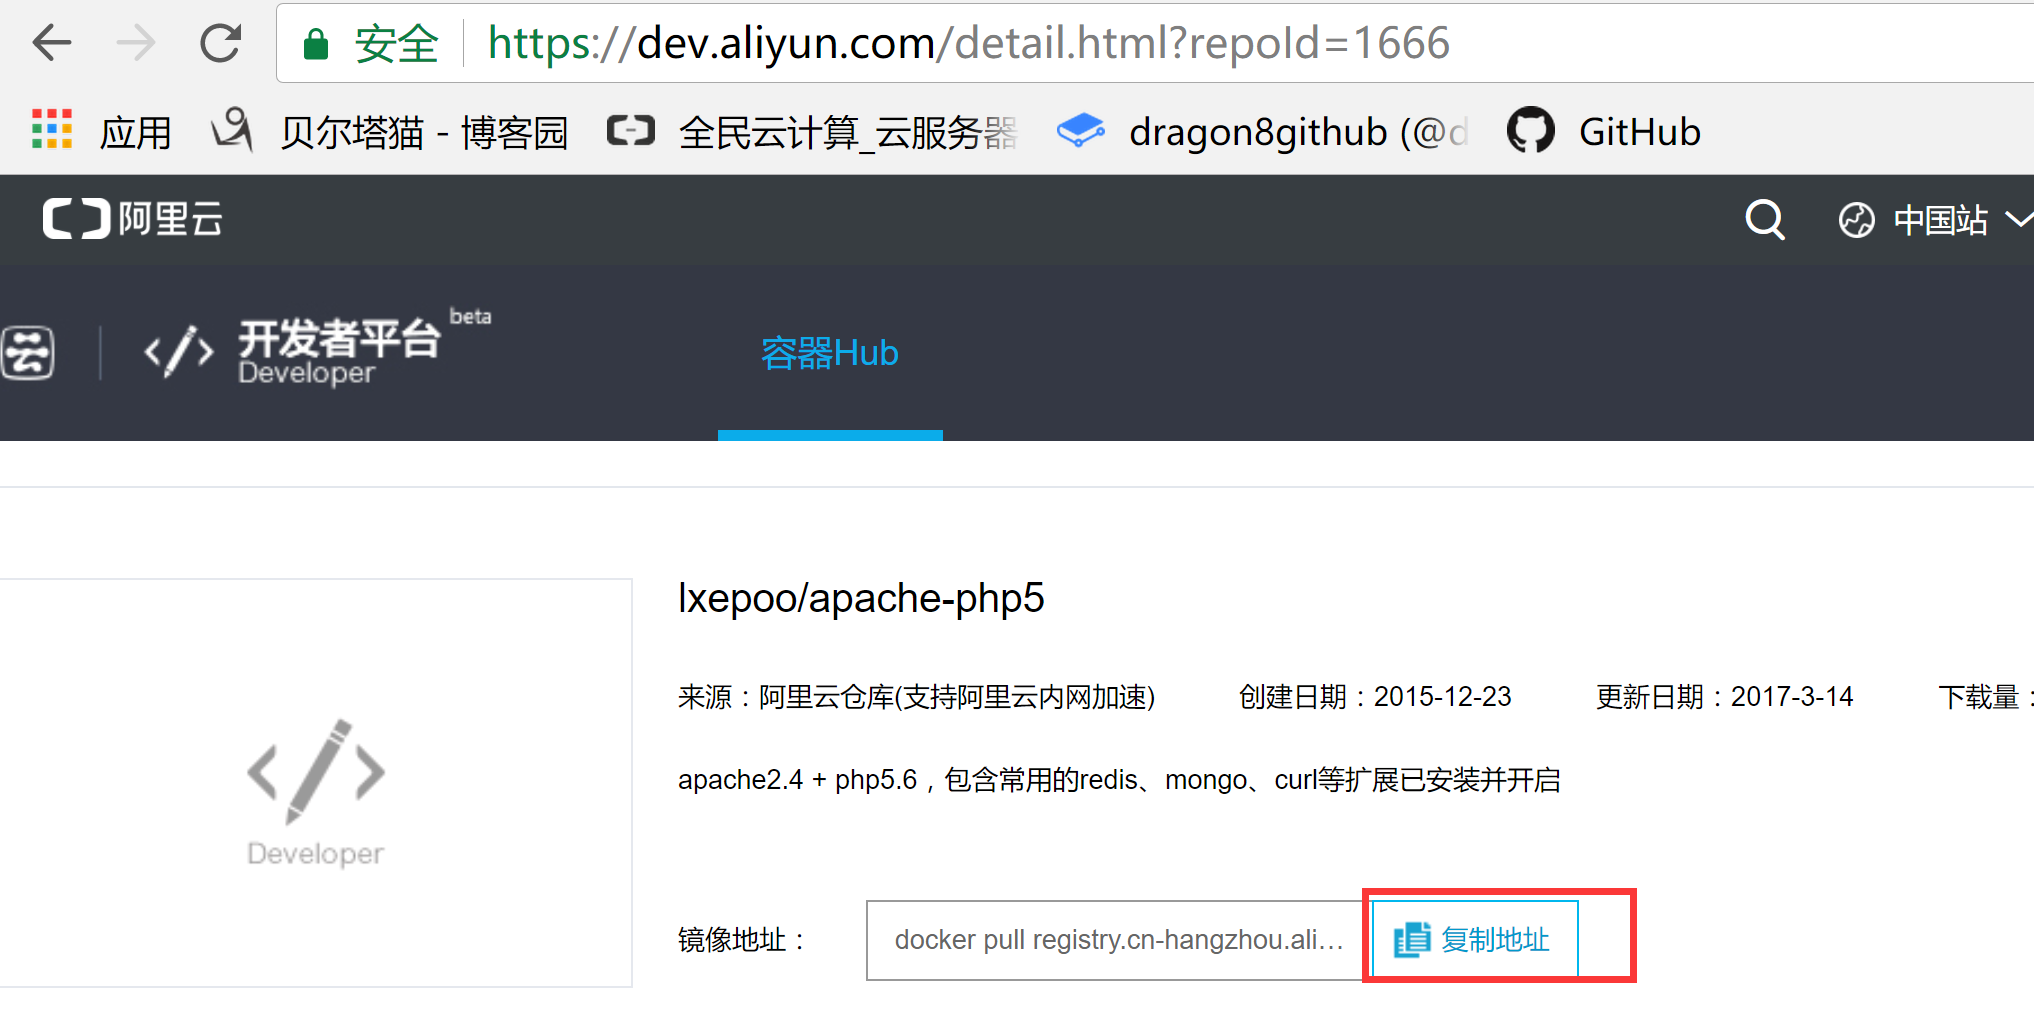 安全 https://dev.aliyun.com/detail.html?repoId=1666
应用 贝尔塔猫 - 博客园 全民云计算_云服务器 dragon8github (@d GitHub
阿里云 中国站
开发者平台 beta
Developer
容器Hub
lxepoo/apache-php5
来源：阿里云仓库(支持阿里云内网加速) 创建日期：2015-12-23 更新日期：2017-3-14 下载量：
apache2.4 + php5.6，包含常用的redis、mongo、curl等扩展已安装并开启
Developer
镜像地址： docker pull registry.cn-hangzhou.ali... 复制地址